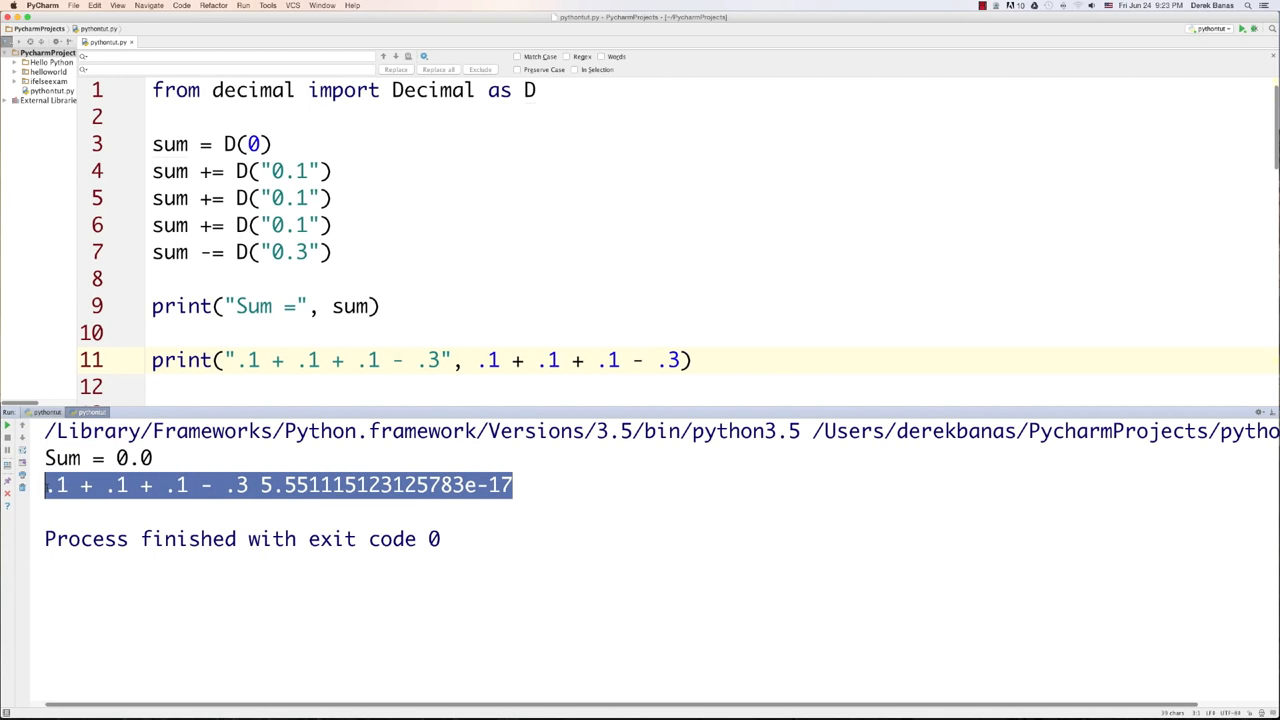 PyCharm File Edit View Navigate Code Refactor Run Tools VCS Window Help
10 Fri Jun 24 9:23 PM Derek Banas
pythontut.py - PycharmProjects - [~/PycharmProjects]
PycharmProjects pythontut.py
pythontut
pythontut.py
Match Case Regex Words
Replace Replace all Exclude Preserve Case In Selection
PycharmProject
Hello Python
helloworld
ifelseexam
pythontut.py
External Librarie
1 from decimal import Decimal as D
2
3 sum = D(0)
4 sum += D("0.1")
5 sum += D("0.1")
6 sum += D("0.1")
7 sum -= D("0.3")
8
9 print("Sum =", sum)
10
11 print(".1 + .1 + .1 - .3", .1 + .1 + .1 - .3)
12
Run: pythontut pythontut
/Library/Frameworks/Python.framework/Versions/3.5/bin/python3.5 /Users/derekbanas/PycharmProjects/pytho
Sum = 0.0
.1 + .1 + .1 - .3 5.551115123125783e-17
Process finished with exit code 0
39 chars 3:1 LF÷ UTF-8÷